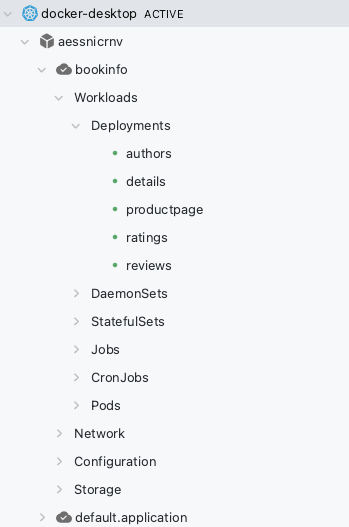 docker-desktop ACTIVE
aessnicrnv
bookinfo
Workloads
Deployments
authors
details
productpage
ratings
reviews
DaemonSets
StatefulSets
Jobs
CronJobs
Pods
Network
Configuration
Storage
default.application